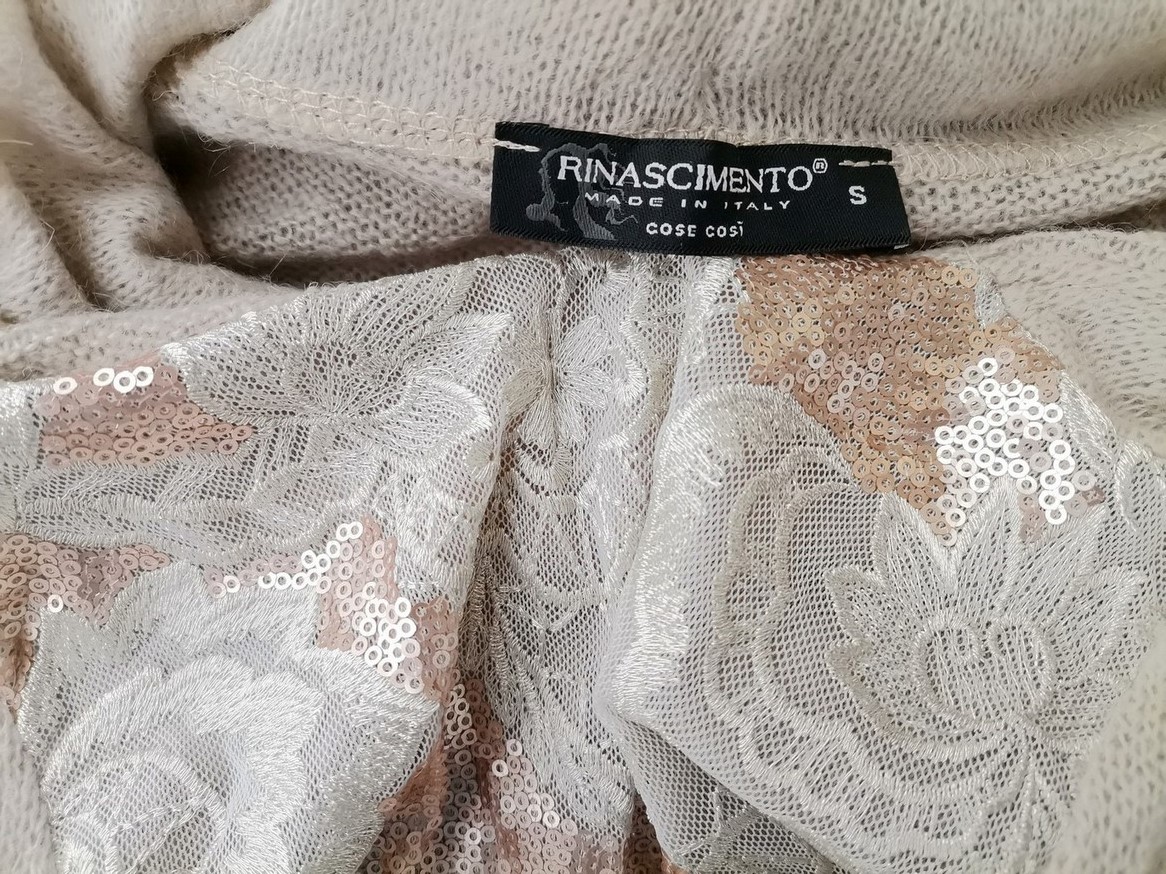 RINASCIMENTO®
MADE IN ITALY
COSE COSÌ
S